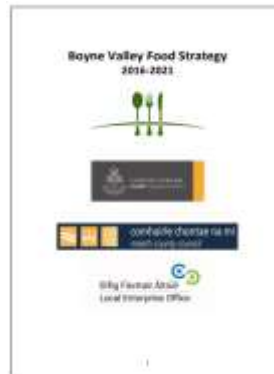 Boyne Valley Food Strategy
2016-2021
comhairle chontae na mí
meath county council
Oifig Fiontair Áitiúil
Local Enterprise Office
1